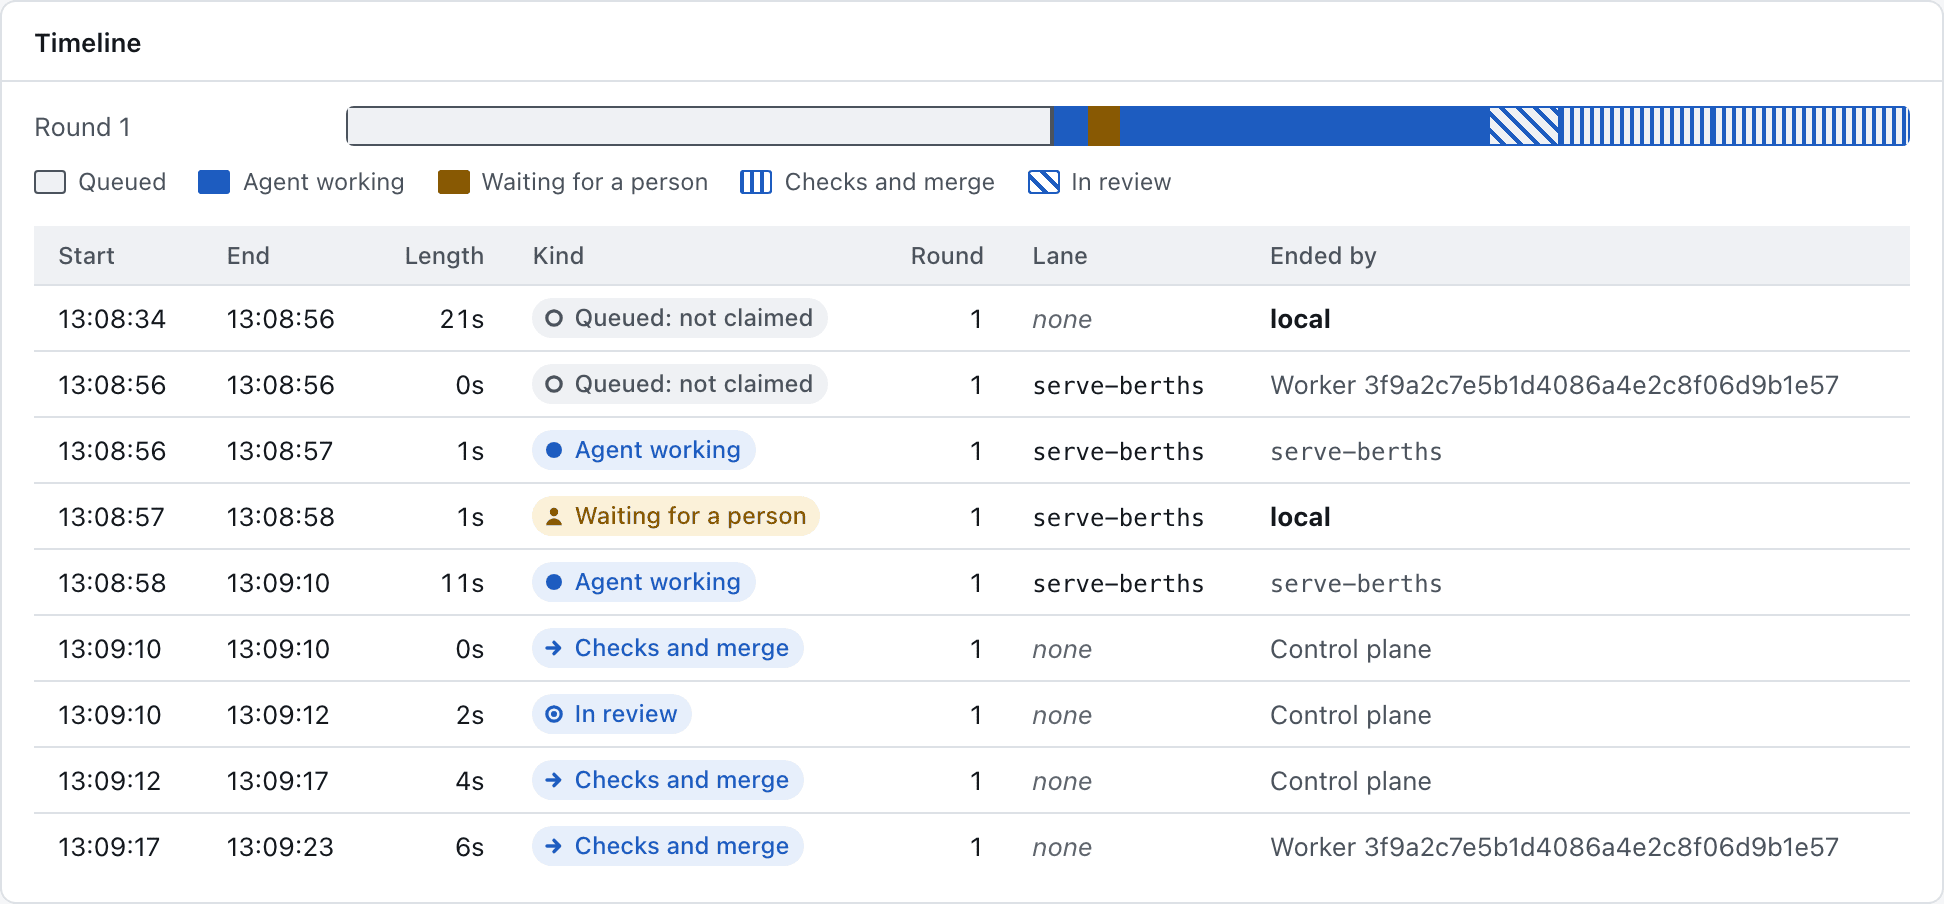 Timeline
Round 1
Queued Agent working Waiting for a person Checks and merge In review
Start End Length Kind Round Lane Ended by
13:08:34 13:08:56 21s Queued: not claimed 1 none local
13:08:56 13:08:56 0s Queued: not claimed 1 serve-berths Worker 3f9a2c7e5b1d4086a4e2c8f06d9b1e57
13:08:56 13:08:57 1s Agent working 1 serve-berths serve-berths
13:08:57 13:08:58 1s Waiting for a person 1 serve-berths local
13:08:58 13:09:10 11s Agent working 1 serve-berths serve-berths
13:09:10 13:09:10 0s Checks and merge 1 none Control plane
13:09:10 13:09:12 2s In review 1 none Control plane
13:09:12 13:09:17 4s Checks and merge 1 none Control plane
13:09:17 13:09:23 6s Checks and merge 1 none Worker 3f9a2c7e5b1d4086a4e2c8f06d9b1e57